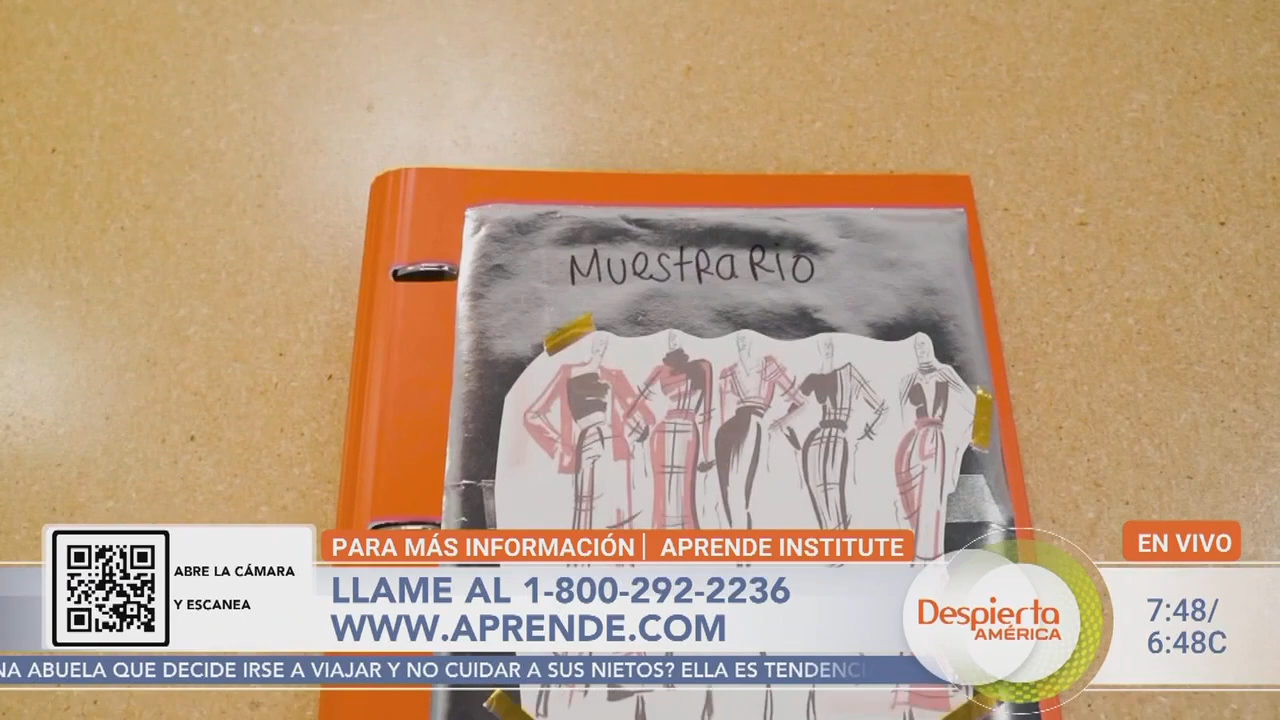 MuestRaRio
PARA MÁS INFORMACIÓN | APRENDE INSTITUTE
EN VIVO
ABRE LA CÁMARA
Y ESCANEA
LLAME AL 1-800-292-2236
WWW.APRENDE.COM
Despierta
AMÉRICA
7:48/
6:48C
NA ABUELA QUE DECIDE IRSE A VIAJAR Y NO CUIDAR A SUS NIETOS? ELLA ES TENDENCI